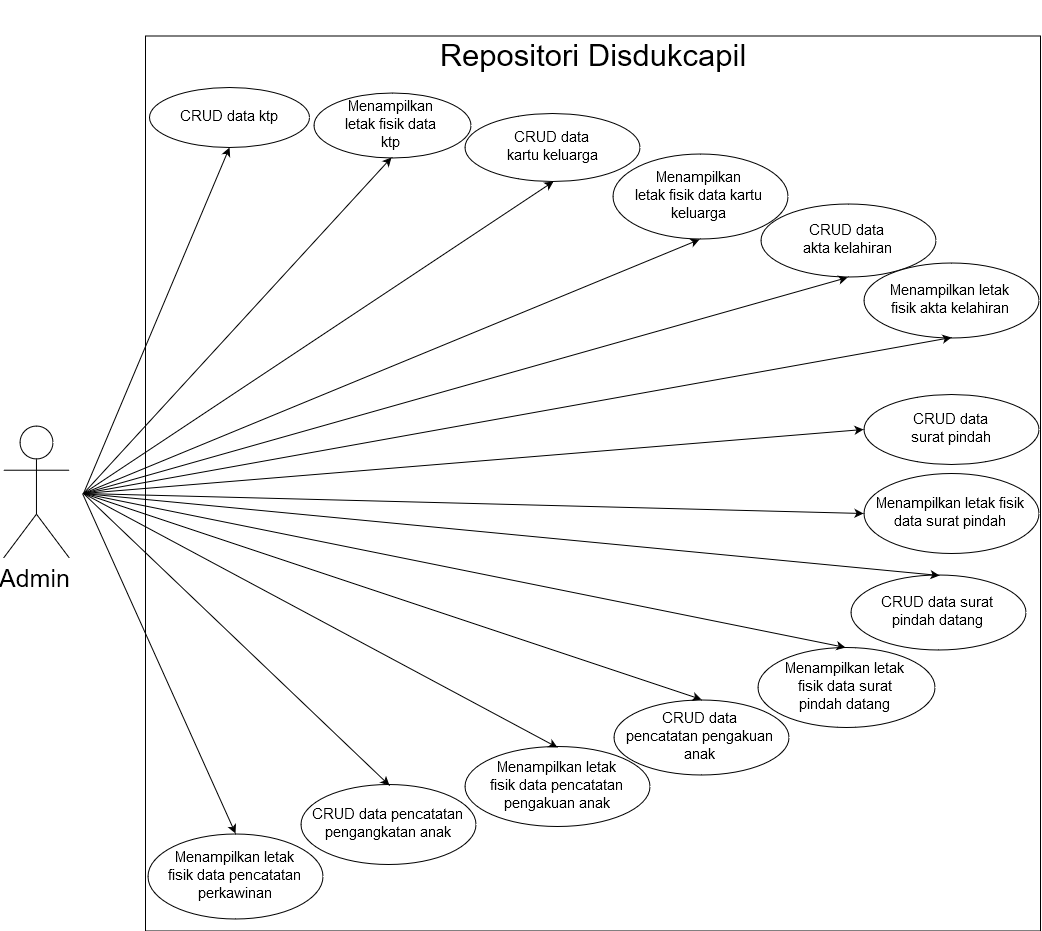 Repositori Disdukcapil
CRUD data ktp
Menampilkan
letak fisik data
ktp
CRUD data
kartu keluarga
Menampilkan
letak fisik data kartu
keluarga
CRUD data
akta kelahiran
Menampilkan letak
fisik akta kelahiran
CRUD data
surat pindah
Menampilkan letak fisik
data surat pindah
CRUD data surat
pindah datang
Menampilkan letak
fisik data surat
pindah datang
CRUD data
pencatatan pengakuan
anak
Menampilkan letak
fisik data pencatatan
pengakuan anak
CRUD data pencatatan
pengangkatan anak
Menampilkan letak
fisik data pencatatan
perkawinan
Admin